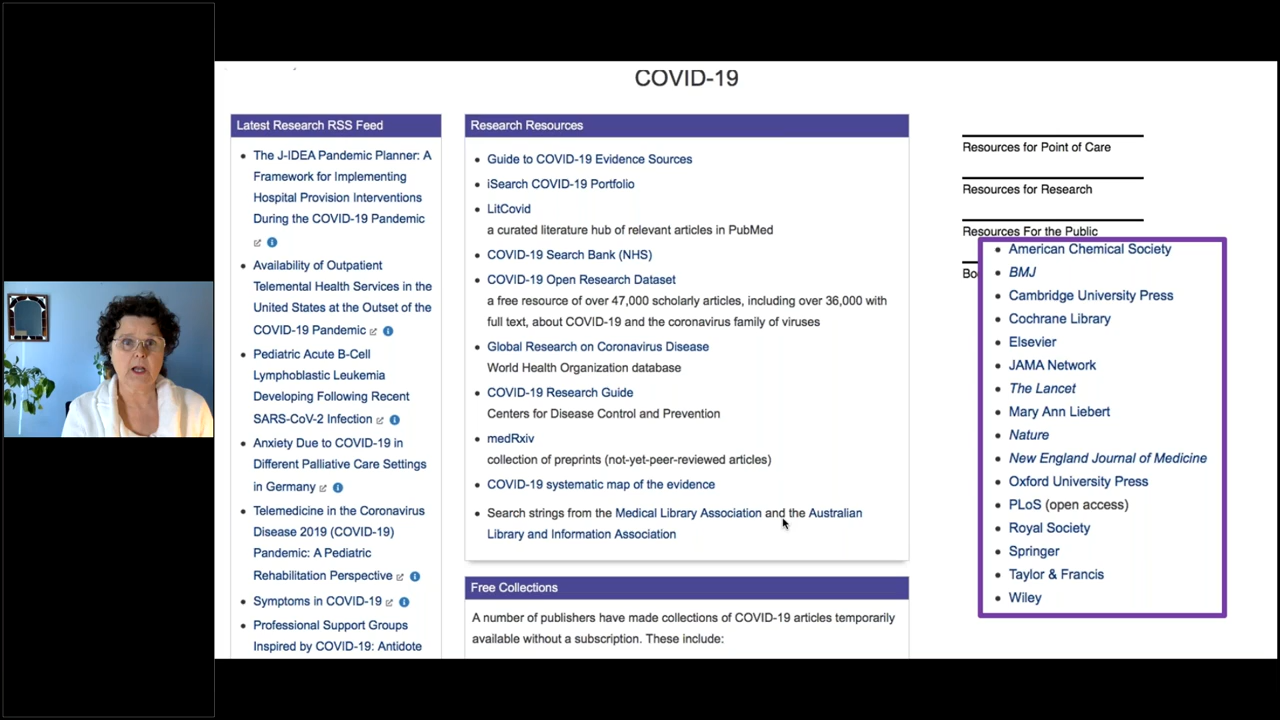 COVID-19
Latest Research RSS Feed
The J-IDEA Pandemic Planner: A
Framework for Implementing
Hospital Provision Interventions
During the COVID-19 Pandemic
Availability of Outpatient
Telemental Health Services in the
United States at the Outset of the
COVID-19 Pandemic
Pediatric Acute B-Cell
Lymphoblastic Leukemia
Developing Following Recent
SARS-CoV-2 Infection
Anxiety Due to COVID-19 in
Different Palliative Care Settings
in Germany
Telemedicine in the Coronavirus
Disease 2019 (COVID-19)
Pandemic: A Pediatric
Rehabilitation Perspective
Symptoms in COVID-19
Professional Support Groups
Inspired by COVID-19: Antidote
Research Resources
Guide to COVID-19 Evidence Sources
iSearch COVID-19 Portfolio
LitCovid
a curated literature hub of relevant articles in PubMed
COVID-19 Search Bank (NHS)
COVID-19 Open Research Dataset
a free resource of over 47,000 scholarly articles, including over 36,000 with
full text, about COVID-19 and the coronavirus family of viruses
Global Research on Coronavirus Disease
World Health Organization database
COVID-19 Research Guide
Centers for Disease Control and Prevention
medRxiv
collection of preprints (not-yet-peer-reviewed articles)
COVID-19 systematic map of the evidence
Search strings from the Medical Library Association and the Australian
Library and Information Association
Free Collections
A number of publishers have made collections of COVID-19 articles temporarily
available without a subscription. These include:
Resources for Point of Care
Resources for Research
Resources For the Public
American Chemical Society
BMJ
Cambridge University Press
Cochrane Library
Elsevier
JAMA Network
The Lancet
Mary Ann Liebert
Nature
New England Journal of Medicine
Oxford University Press
PLoS (open access)
Royal Society
Springer
Taylor & Francis
Wiley